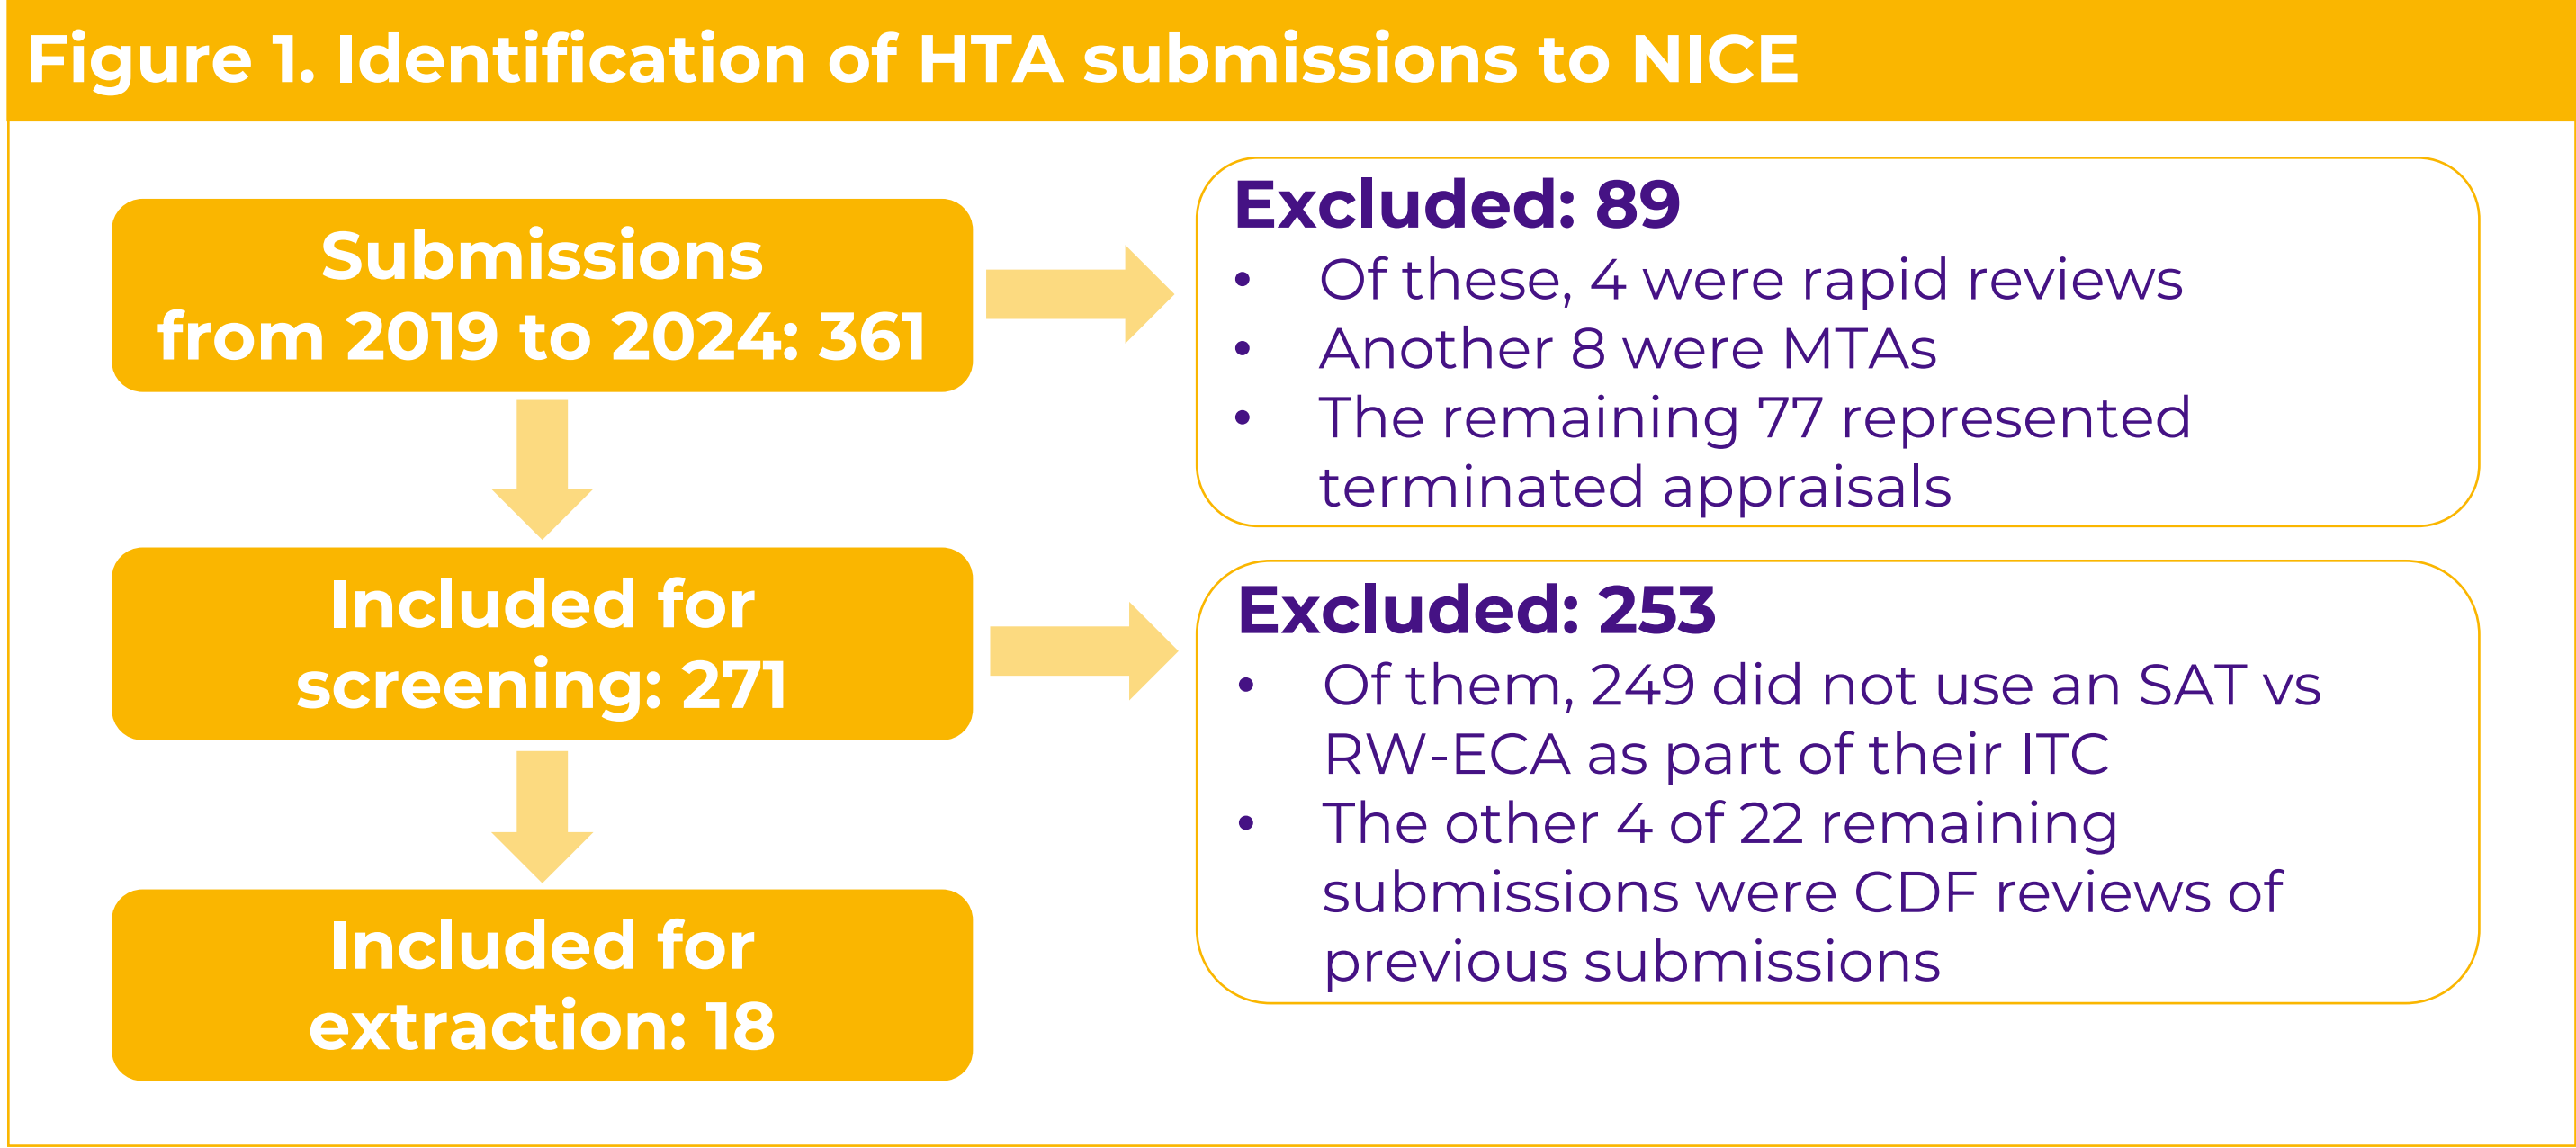 Figure 1. Identification of HTA submissions to NICE
Submissions
from 2019 to 2024: 361
Excluded: 89
• Of these, 4 were rapid reviews
• Another 8 were MTAs
• The remaining 77 represented
terminated appraisals
Included for
screening: 271
Excluded: 253
• Of them, 249 did not use an SAT vs
RW-ECA as part of their ITC
• The other 4 of 22 remaining
submissions were CDF reviews of
previous submissions
Included for
extraction: 18